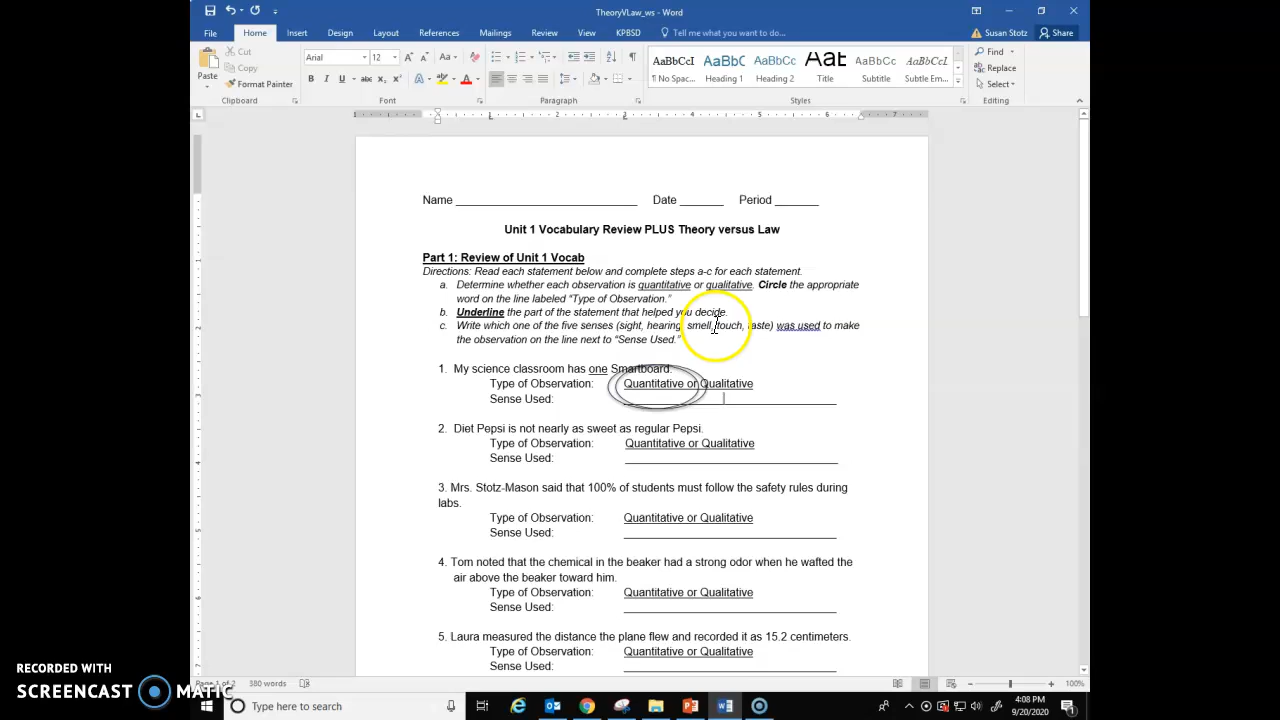 TheoryVLaw_ws - Word
File Home Insert Design Layout References Mailings Review View KPBSD Tell me what you want to do... Susan Stotz Share
Cut
Copy
Format Painter
Paste
Arial 12
AaBbCcI AaBbC AaBbCc AaB AaBbCc AaBbCcL
¶ No Spac... Heading 1 Heading 2 Title Subtitle Subtle Em...
Find
Replace
Select
Clipboard Font Paragraph Styles Editing
Name Date Period
Unit 1 Vocabulary Review PLUS Theory versus Law
Part 1: Review of Unit 1 Vocab
Directions: Read each statement below and complete steps a-c for each statement.
a. Determine whether each observation is quantitative or qualitative. Circle the appropriate
word on the line labeled "Type of Observation."
b. Underline the part of the statement that helped you decide.
c. Write which one of the five senses (sight, hearing, smell, touch, taste) was used to make
the observation on the line next to "Sense Used."
1. My science classroom has one Smartboard.
Type of Observation: Quantitative or Qualitative
Sense Used:
2. Diet Pepsi is not nearly as sweet as regular Pepsi.
Type of Observation: Quantitative or Qualitative
Sense Used:
3. Mrs. Stotz-Mason said that 100% of students must follow the safety rules during
labs.
Type of Observation: Quantitative or Qualitative
Sense Used:
4. Tom noted that the chemical in the beaker had a strong odor when he wafted the
air above the beaker toward him.
Type of Observation: Quantitative or Qualitative
Sense Used:
5. Laura measured the distance the plane flew and recorded it as 15.2 centimeters.
Type of Observation: Quantitative or Qualitative
Sense Used:
RECORDED WITH
SCREENCAST MATIC
Page 1 of 2 380 words 100%
Type here to search
4:08 PM
9/20/2020